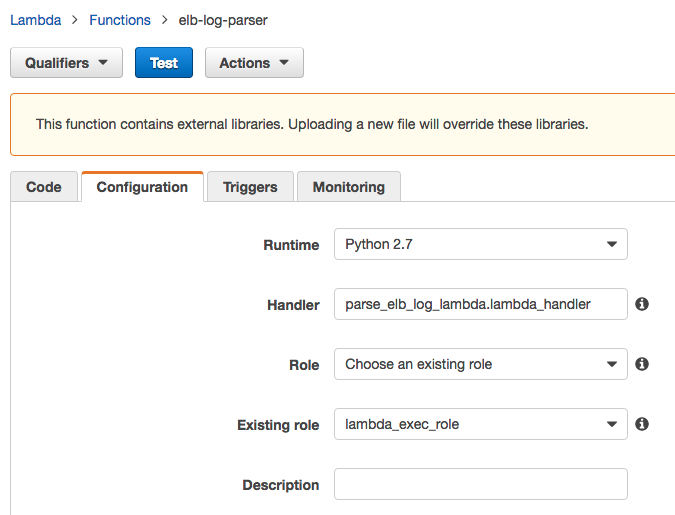 Lambda > Functions > elb-log-parser
Qualifiers Test Actions
This function contains external libraries. Uploading a new file will override these libraries.
Code Configuration Triggers Monitoring
Runtime Python 2.7
Handler parse_elb_log_lambda.lambda_handler
Role Choose an existing role
Existing role lambda_exec_role
Description